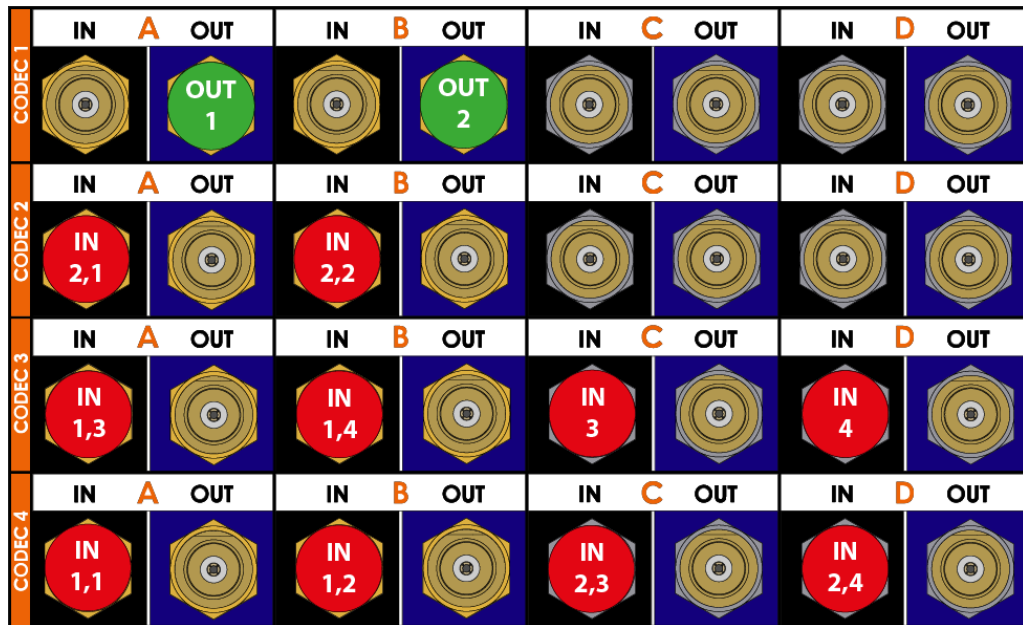 CODEC 1
IN A OUT IN B OUT IN C OUT IN D OUT
OUT
1
OUT
2
CODEC 2
IN A OUT IN B OUT IN C OUT IN D OUT
IN
2,1
IN
2,2
CODEC 3
IN A OUT IN B OUT IN C OUT IN D OUT
IN
1,3
IN
1,4
IN
3
IN
4
CODEC 4
IN A OUT IN B OUT IN C OUT IN D OUT
IN
1,1
IN
1,2
IN
2,3
IN
2,4